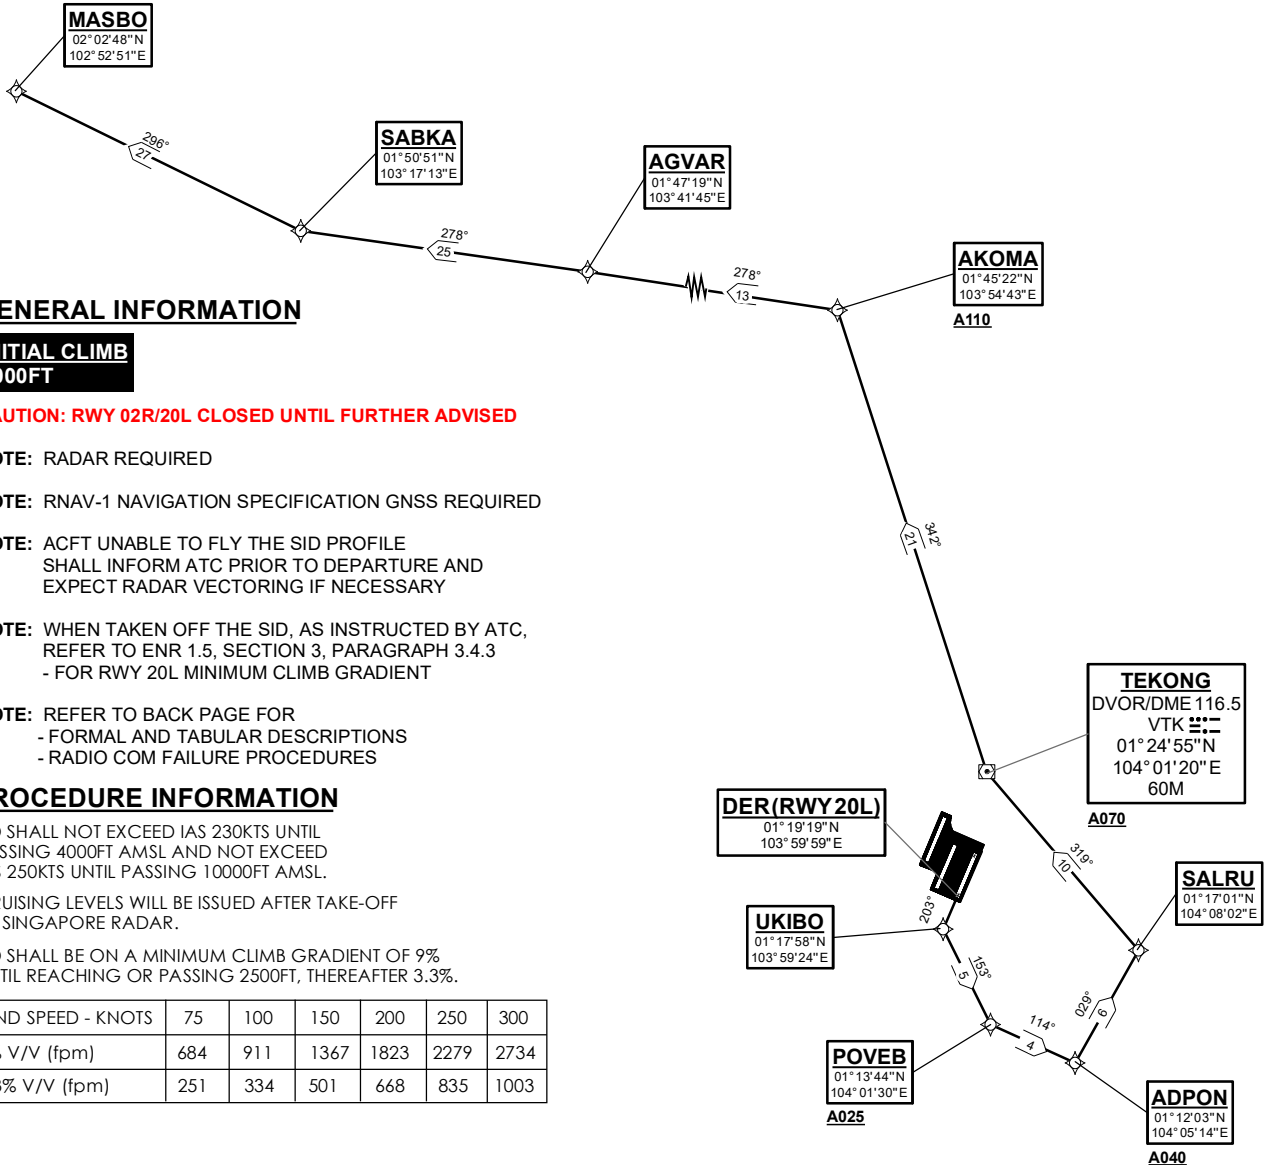 MASBO
02°02'48"N
102°52'51"E
296°
27
SABKA
01°50'51"N
103°17'13"E
278°
25
AGVAR
01°47'19"N
103°41'45"E
278°
13
AKOMA
01°45'22"N
103°54'43"E
A110
ENERAL INFORMATION
ITIAL CLIMB
000FT
AUTION: RWY 02R/20L CLOSED UNTIL FURTHER ADVISED
OTE: RADAR REQUIRED
OTE: RNAV-1 NAVIGATION SPECIFICATION GNSS REQUIRED
OTE: ACFT UNABLE TO FLY THE SID PROFILE
SHALL INFORM ATC PRIOR TO DEPARTURE AND
EXPECT RADAR VECTORING IF NECESSARY
OTE: WHEN TAKEN OFF THE SID, AS INSTRUCTED BY ATC,
REFER TO ENR 1.5, SECTION 3, PARAGRAPH 3.4.3
- FOR RWY 20L MINIMUM CLIMB GRADIENT
OTE: REFER TO BACK PAGE FOR
- FORMAL AND TABULAR DESCRIPTIONS
- RADIO COM FAILURE PROCEDURES
ROCEDURE INFORMATION
SHALL NOT EXCEED IAS 230KTS UNTIL
SSING 4000FT AMSL AND NOT EXCEED
S 250KTS UNTIL PASSING 10000FT AMSL.
RUISING LEVELS WILL BE ISSUED AFTER TAKE-OFF
SINGAPORE RADAR.
SHALL BE ON A MINIMUM CLIMB GRADIENT OF 9%
TIL REACHING OR PASSING 2500FT, THEREAFTER 3.3%.
ND SPEED - KNOTS 75 100 150 200 250 300
V/V (fpm) 684 911 1367 1823 2279 2734
3% V/V (fpm) 251 334 501 668 835 1003
342°
21
TEKONG
DVOR/DME 116.5
VTK
01°24'55"N
104°01'20"E
60M
A070
319°
10
DER(RWY20L)
01°19'19"N
103°59'59"E
203°
UKIBO
01°17'58"N
103°59'24"E
153°
5
SALRU
01°17'01"N
104°08'02"E
029°
6
114°
4
POVEB
01°13'44"N
104°01'30"E
A025
ADPON
01°12'03"N
104°05'14"E
A040